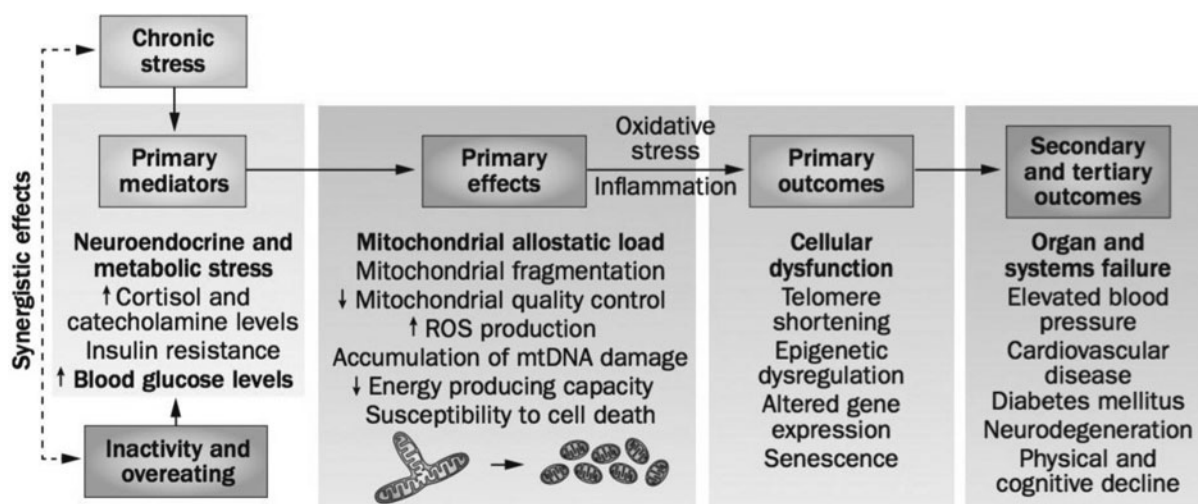 Synergistic effects
Chronic
stress
Primary
mediators
Neuroendocrine and
metabolic stress
↑ Cortisol and
catecholamine levels
Insulin resistance
↑ Blood glucose levels
Inactivity and
overeating
Primary
effects
Mitochondrial allostatic load
Mitochondrial fragmentation
↓ Mitochondrial quality control
↑ ROS production
Accumulation of mtDNA damage
↓ Energy producing capacity
Susceptibility to cell death
Oxidative
stress
Inflammation
Primary
outcomes
Cellular
dysfunction
Telomere
shortening
Epigenetic
dysregulation
Altered gene
expression
Senescence
Secondary
and tertiary
outcomes
Organ and
systems failure
Elevated blood
pressure
Cardiovascular
disease
Diabetes mellitus
Neurodegeneration
Physical and
cognitive decline